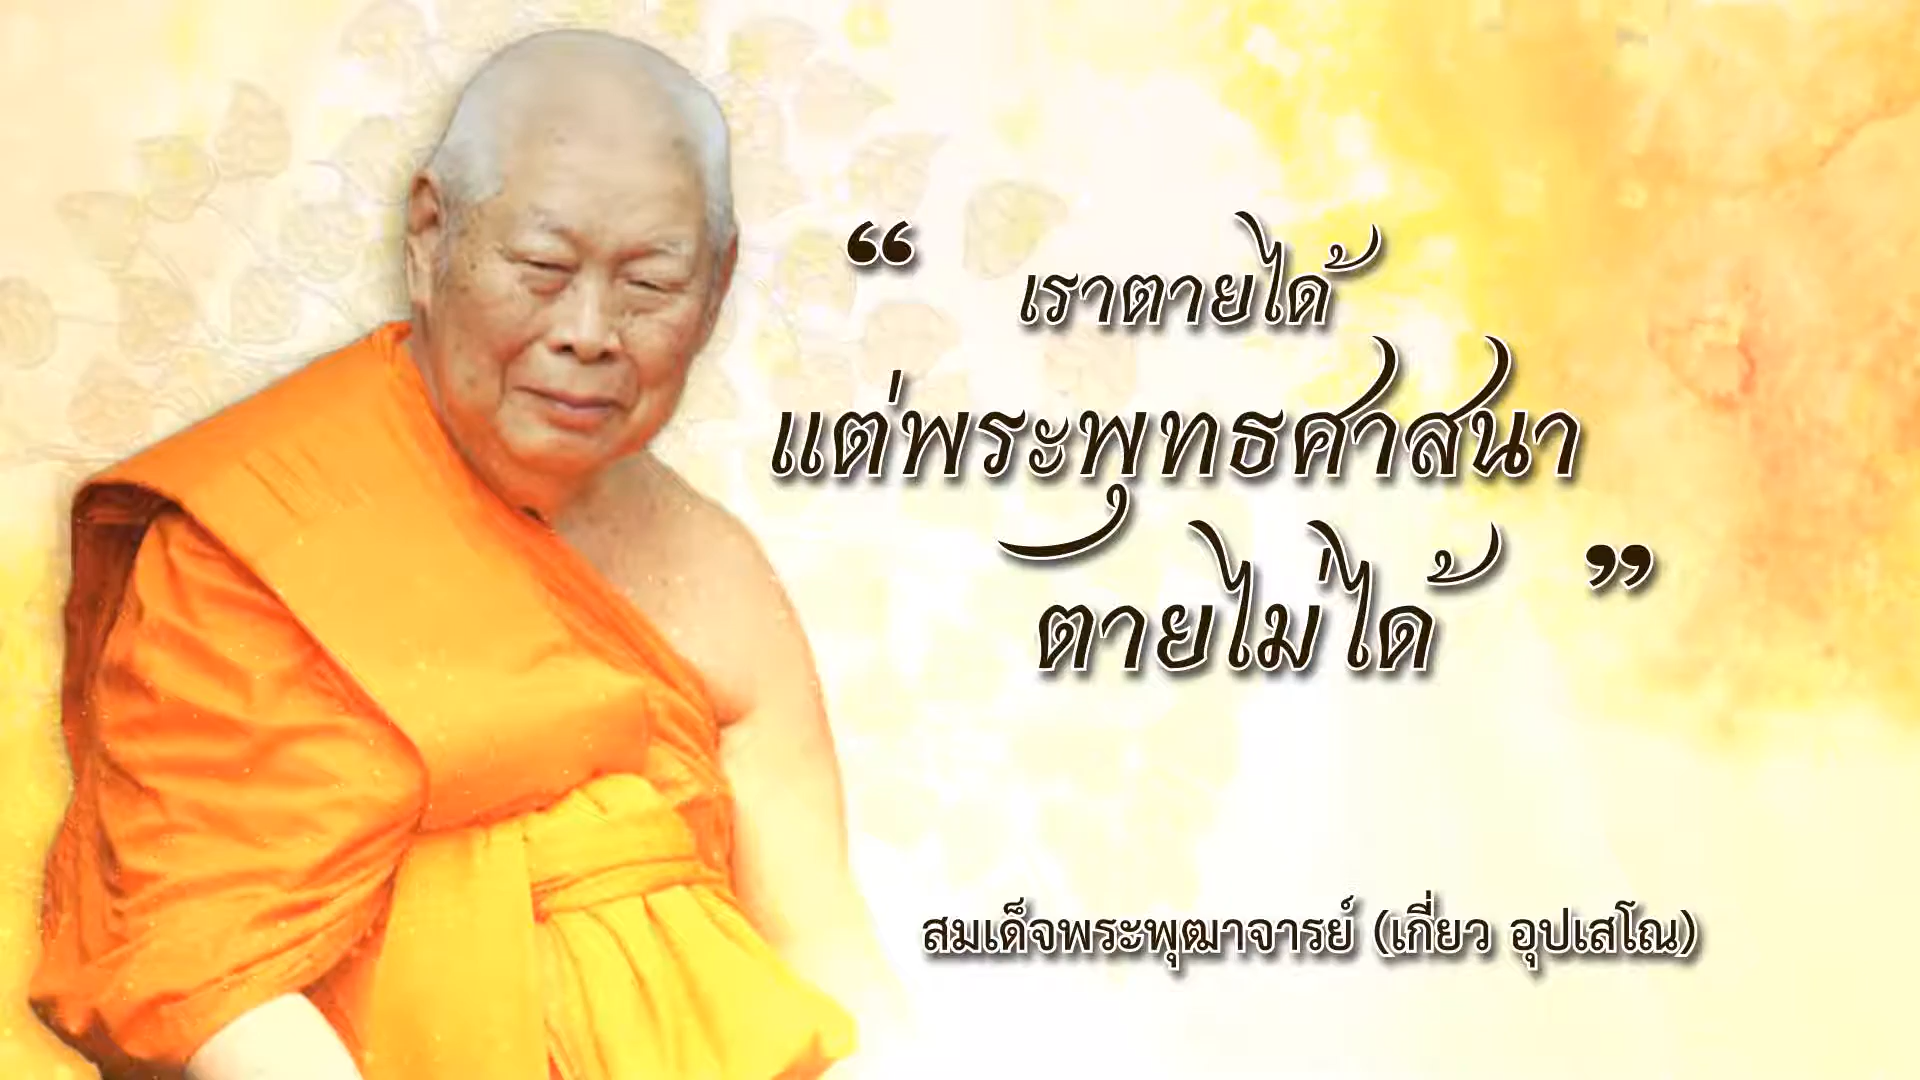 “ เราตายได้
แต่พระพุทธศาสนา
ตายไม่ได้ ”
สมเด็จพระพุฒาจารย์ (เกี่ยว อุปเสโณ)